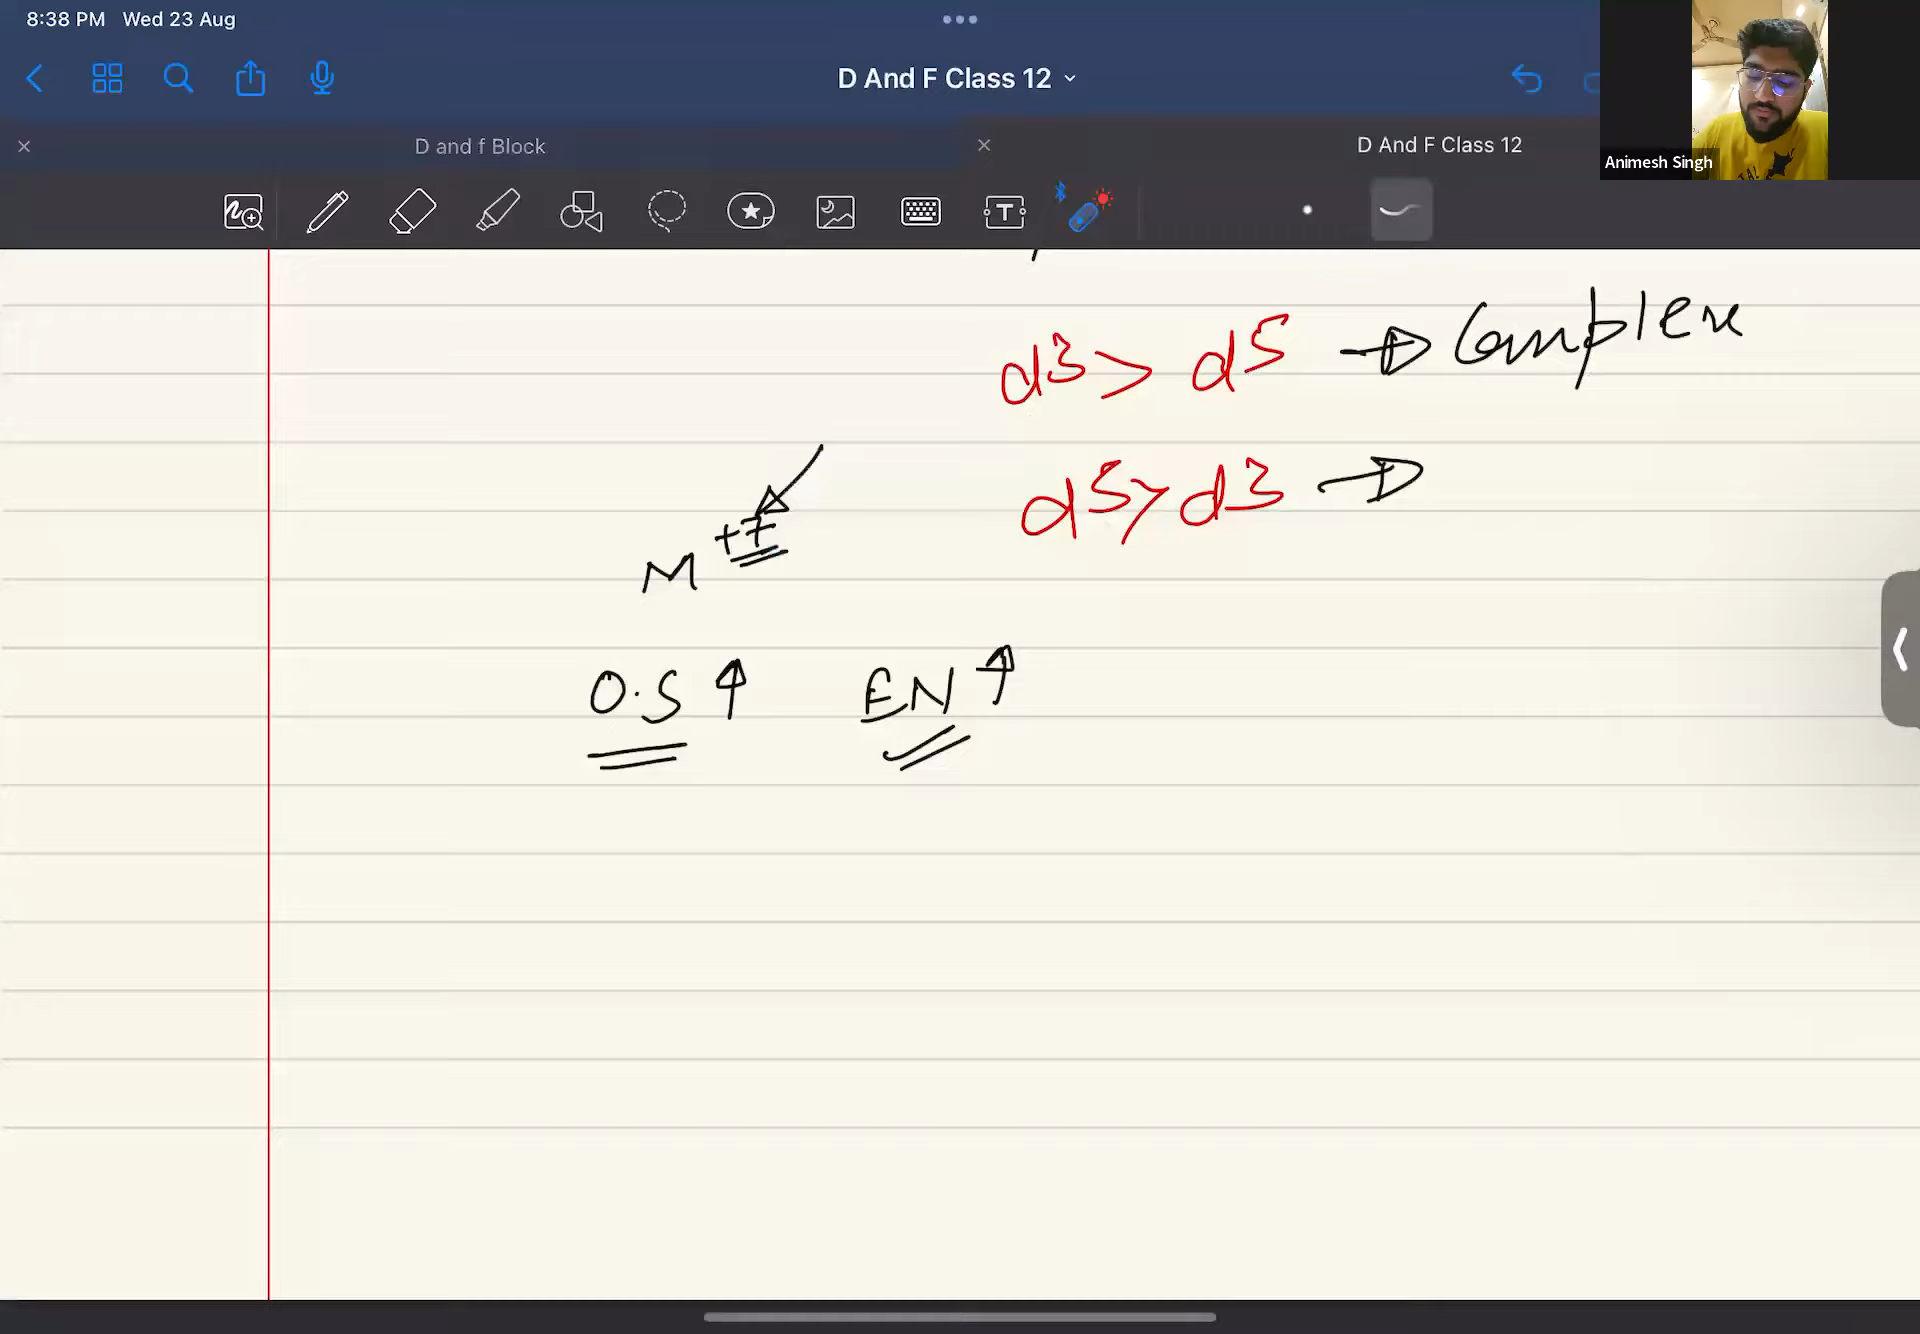 8:38 PM Wed 23 Aug
D And F Class 12
D and f Block
D And F Class 12
Animesh Singh
T
d3 > d5 → Complex
d5 > d3 →
M +7
O.S ↑ EN ↑